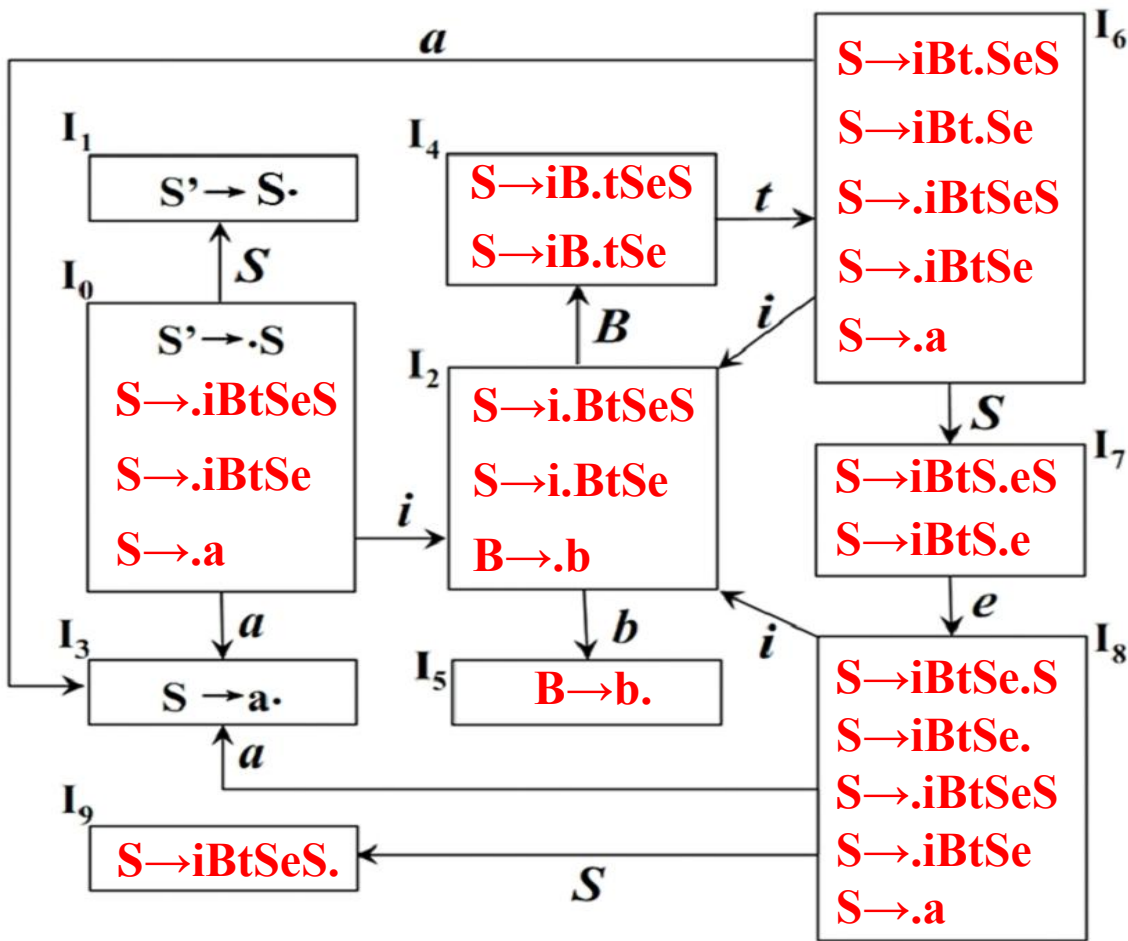 a
I₆
S→iBt.SeS
S→iBt.Se
S→.iBtSeS
S→.iBtSe
S→.a
I₁
S’→ S·
S
I₄
S→iB.tSeS
S→iB.tSe
t
I₀
S’→·S
S→.iBtSeS
S→.iBtSe
S→.a
i
B
i
I₂
S→i.BtSeS
S→i.BtSe
B→.b
S
I₇
S→iBtS.eS
S→iBtS.e
a
b
i
e
I₃
S →a·
I₅
B→b.
I₈
S→iBtSe.S
S→iBtSe.
S→.iBtSeS
S→.iBtSe
S→.a
a
I₉
S→iBtSeS.
S